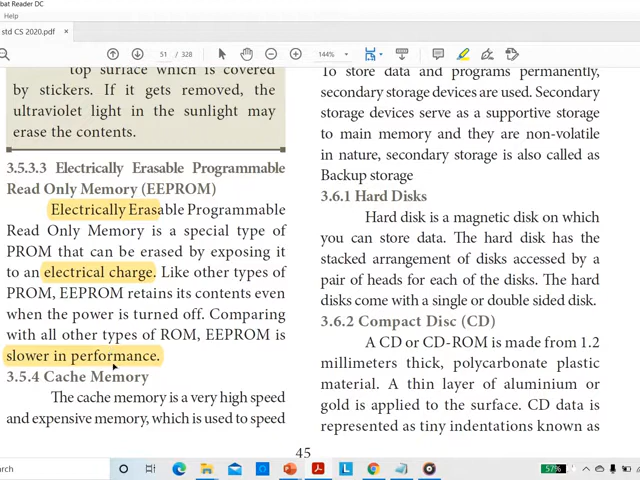 bat Reader DC
Help
std CS 2020.pdf ×
51 / 328
144%
top surface which is covered
by stickers. If it gets removed, the
ultraviolet light in the sunlight may
erase the contents.
3.5.3.3 Electrically Erasable Programmable
Read Only Memory (EEPROM)
Electrically Erasable Programmable
Read Only Memory is a special type of
PROM that can be erased by exposing it
to an electrical charge. Like other types of
PROM, EEPROM retains its contents even
when the power is turned off. Comparing
with all other types of ROM, EEPROM is
slower in performance.
3.5.4 Cache Memory
The cache memory is a very high speed
and expensive memory, which is used to speed
To store data and programs permanently,
secondary storage devices are used. Secondary
storage devices serve as a supportive storage
to main memory and they are non-volatile
in nature, secondary storage is also called as
Backup storage
3.6.1 Hard Disks
Hard disk is a magnetic disk on which
you can store data. The hard disk has the
stacked arrangement of disks accessed by a
pair of heads for each of the disks. The hard
disks come with a single or double sided disk.
3.6.2 Compact Disc (CD)
A CD or CD-ROM is made from 1.2
millimeters thick, polycarbonate plastic
material. A thin layer of aluminium or
gold is applied to the surface. CD data is
represented as tiny indentations known as
45
arch
57%